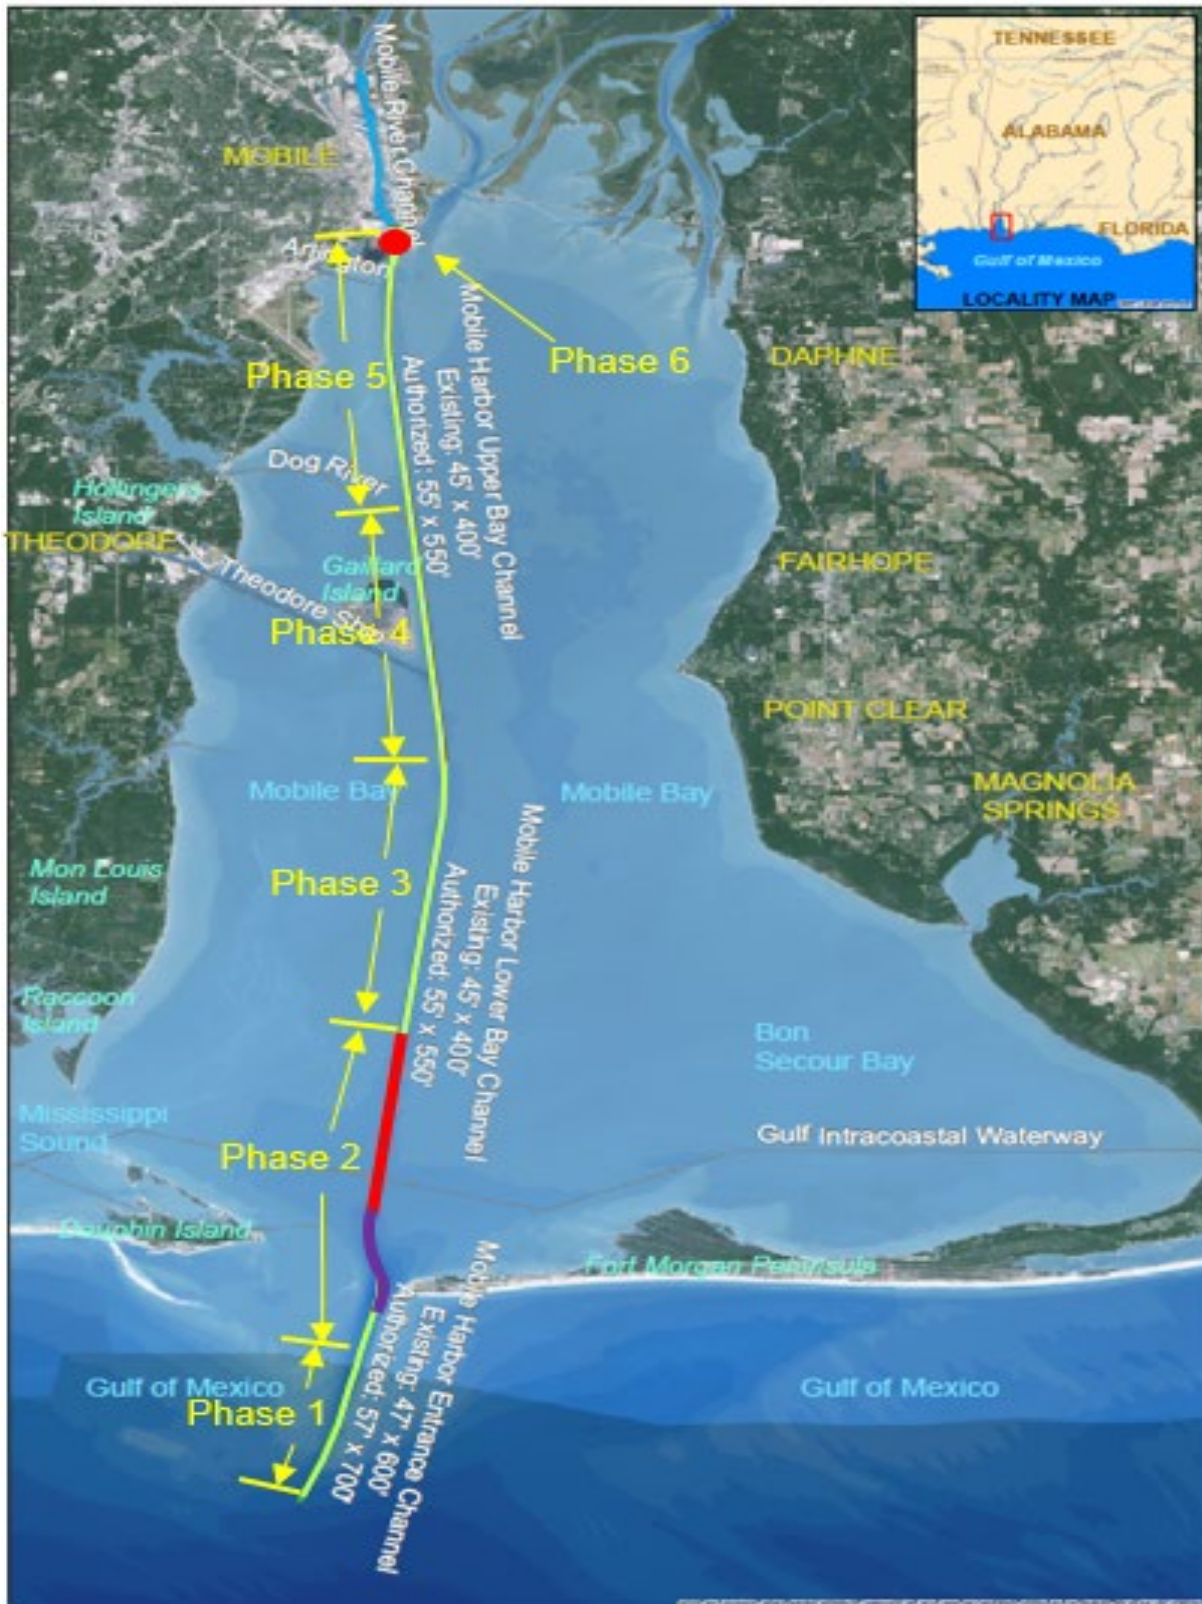 TENNESSEE
ALABAMA
FLORIDA
Gulf of Mexico
LOCALITY MAP
Mobile River Channel
MOBILE
Arlington
Phase 5
Phase 6
Mobile Harbor Upper Bay Channel
Existing: 45' x 400'
Authorized: 55' x 550'
DAPHNE
Dog River
Hollingers
Island
THEODORE
Theodore Ship
Gaillard
Island
Phase 4
FAIRHOPE
POINT CLEAR
MAGNOLIA
SPRINGS
Mobile Bay
Mobile Bay
Mobile Harbor Lower Bay Channel
Existing: 45' x 400'
Authorized: 55' x 550'
Phase 3
Mon Louis
Island
Raccoon
Island
Bon
Secour Bay
Mississippi
Sound
Gulf Intracoastal Waterway
Phase 2
Dauphin Island
Fort Morgan Peninsula
Mobile Harbor Entrance Channel
Existing: 47' x 600'
Authorized: 57' x 700'
Gulf of Mexico
Gulf of Mexico
Phase 1